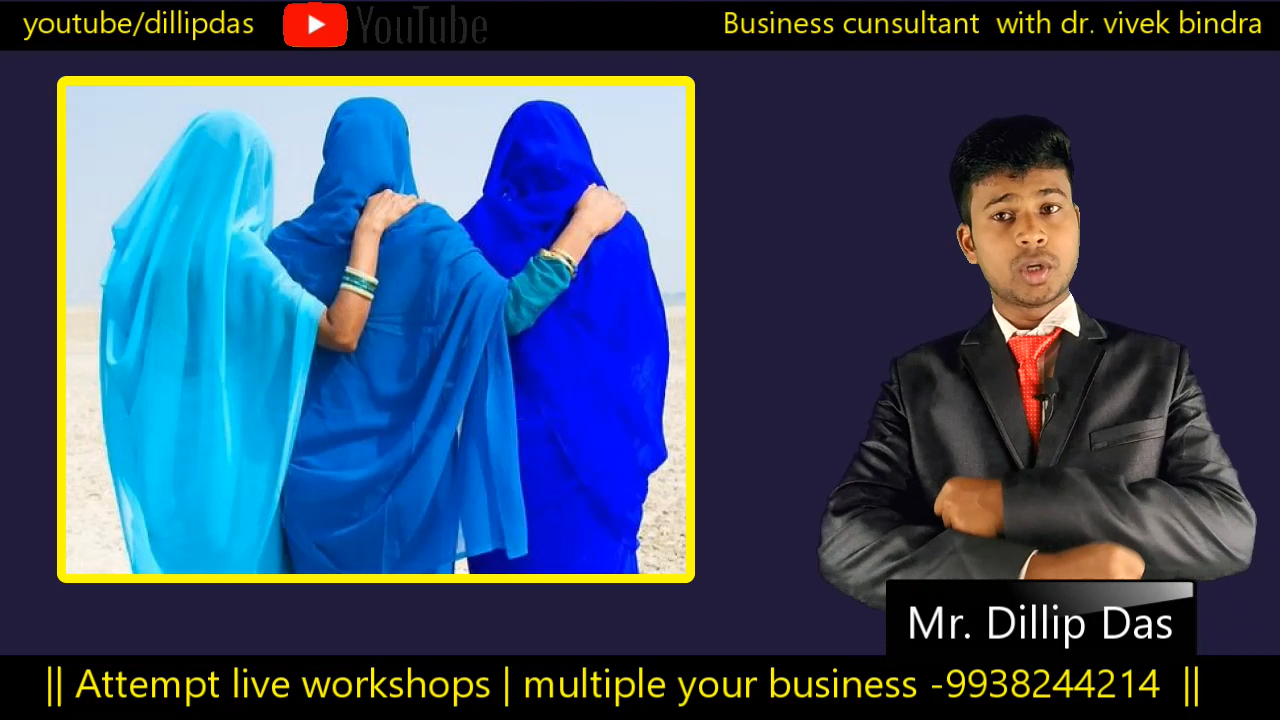 youtube/dillipdas
YouTube
Business cunsultant with dr. vivek bindra
Mr. Dillip Das
|| Attempt live workshops | multiple your business -9938244214 ||